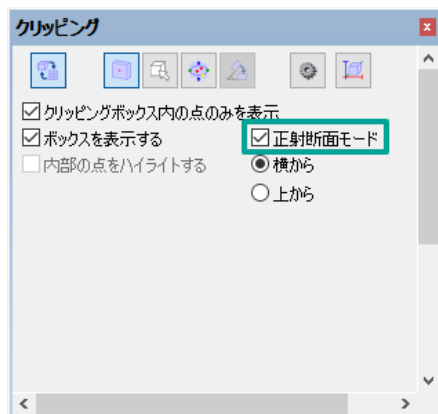 クリッピング
クリッピングボックス内の点のみを表示
ボックスを表示する
正射断面モード
内部の点をハイライトする
横から
上から